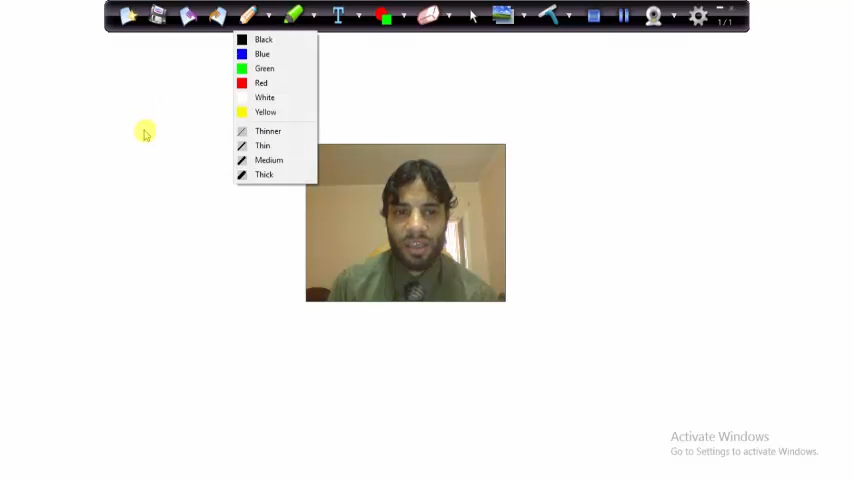 T
1/1
Black
Blue
Green
Red
White
Yellow
Thinner
Thin
Medium
Thick
Activate Windows
Go to Settings to activate Windows.